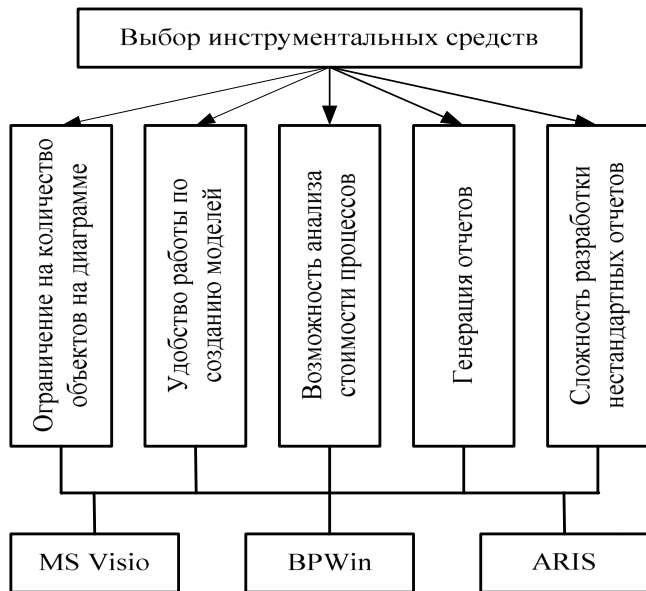 Выбор инструментальных средств
Ограничение на количество
объектов на диаграмме
Удобство работы по
созданию моделей
Возможность анализа
стоимости процессов
Генерация отчетов
Сложность разработки
нестандартных отчетов
MS Visio
BPWin
ARIS